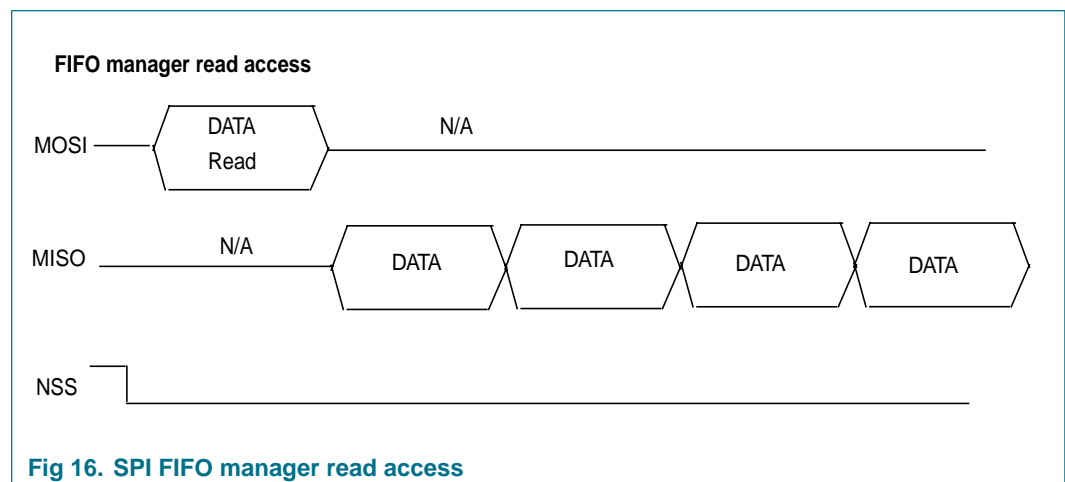 FIFO manager read access
MOSI
DATA
Read
N/A
MISO
N/A
DATA
DATA
DATA
DATA
NSS
Fig 16. SPI FIFO manager read access